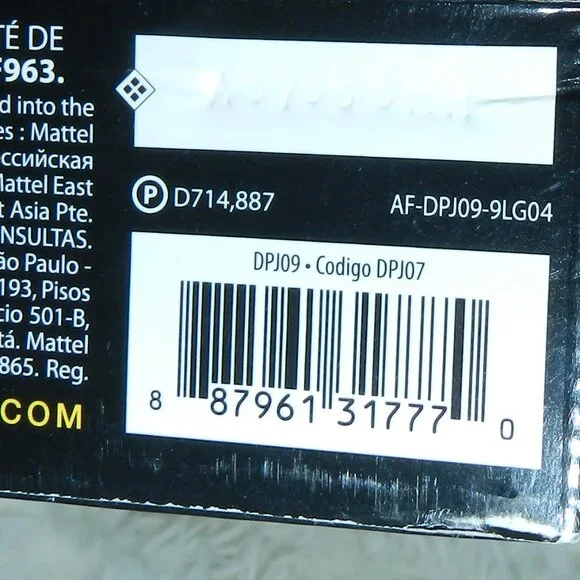 TÉ DE
F963.
d into the
es : Mattel
оссийская
Mattel East
t Asia Pte.
NSULTAS.
ão Paulo -
193, Pisos
cio 501-B,
tá. Mattel
865. Reg.
.COM
P D714,887
AF-DPJ09-9LG04
DPJ09 • Codigo DPJ07
8 87961 31777 0